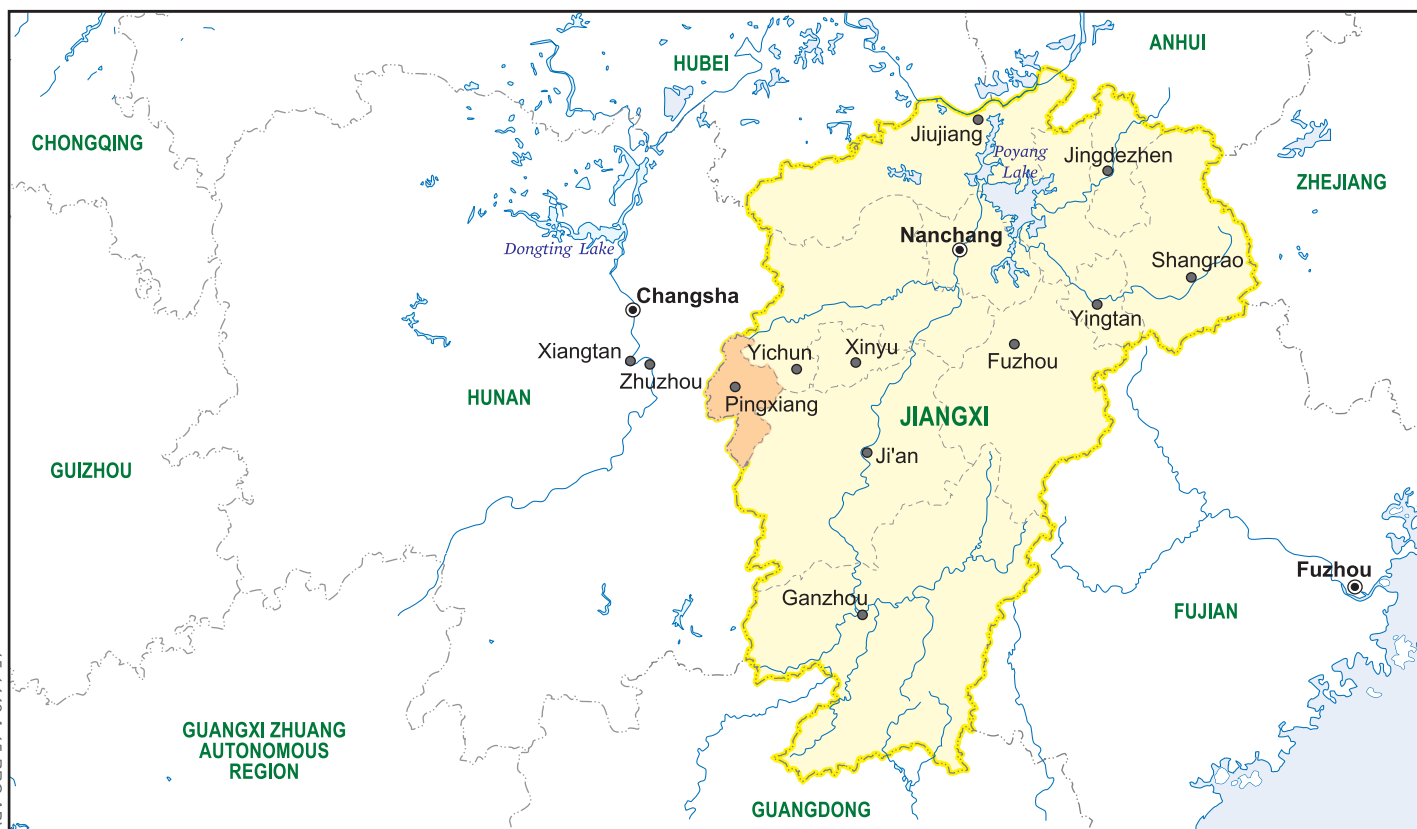 ANHUI
HUBEI
CHONGQING
Jiujiang
Poyang
Lake
Jingdezhen
ZHEJIANG
Dongting Lake
Nanchang
Shangrao
Changsha
Yingtan
Xiangtan
Yichun
Xinyu
Fuzhou
Zhuzhou
HUNAN
Pingxiang
JIANGXI
GUIZHOU
Ji'an
Fuzhou
Ganzhou
FUJIAN
GUANGXI ZHUANG
AUTONOMOUS
REGION
GUANGDONG